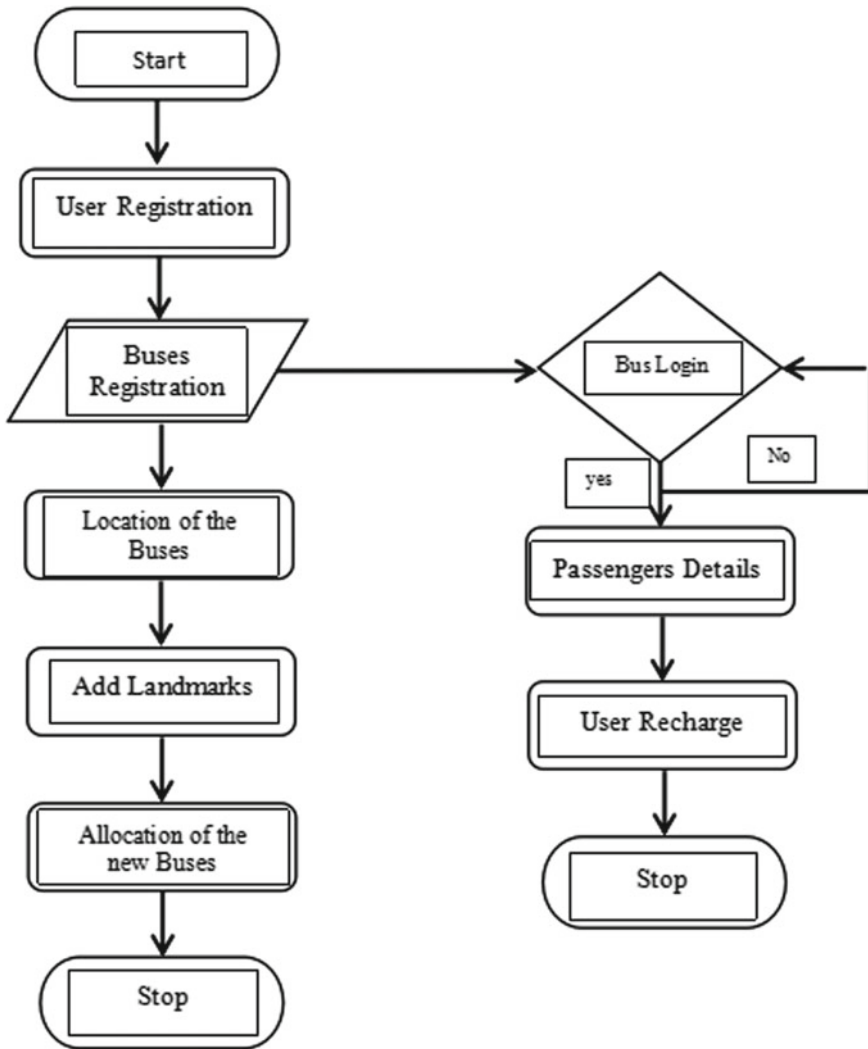 Start
User Registration
Buses
Registration
Location of the
Buses
Add Landmarks
Allocation of the
new Buses
Stop
Bus Login
No
yes
Passengers Details
User Recharge
Stop